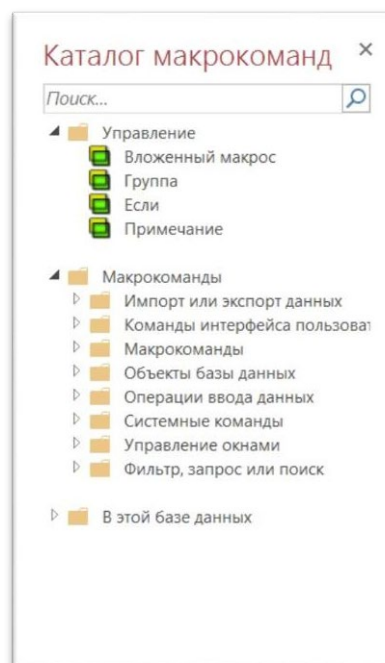 Каталог макрокоманд
Поиск...
Управление
Вложенный макрос
Группа
Если
Примечание
Макрокоманды
Импорт или экспорт данных
Команды интерфейса пользоват
Макрокоманды
Объекты базы данных
Операции ввода данных
Системные команды
Управление окнами
Фильтр, запрос или поиск
В этой базе данных